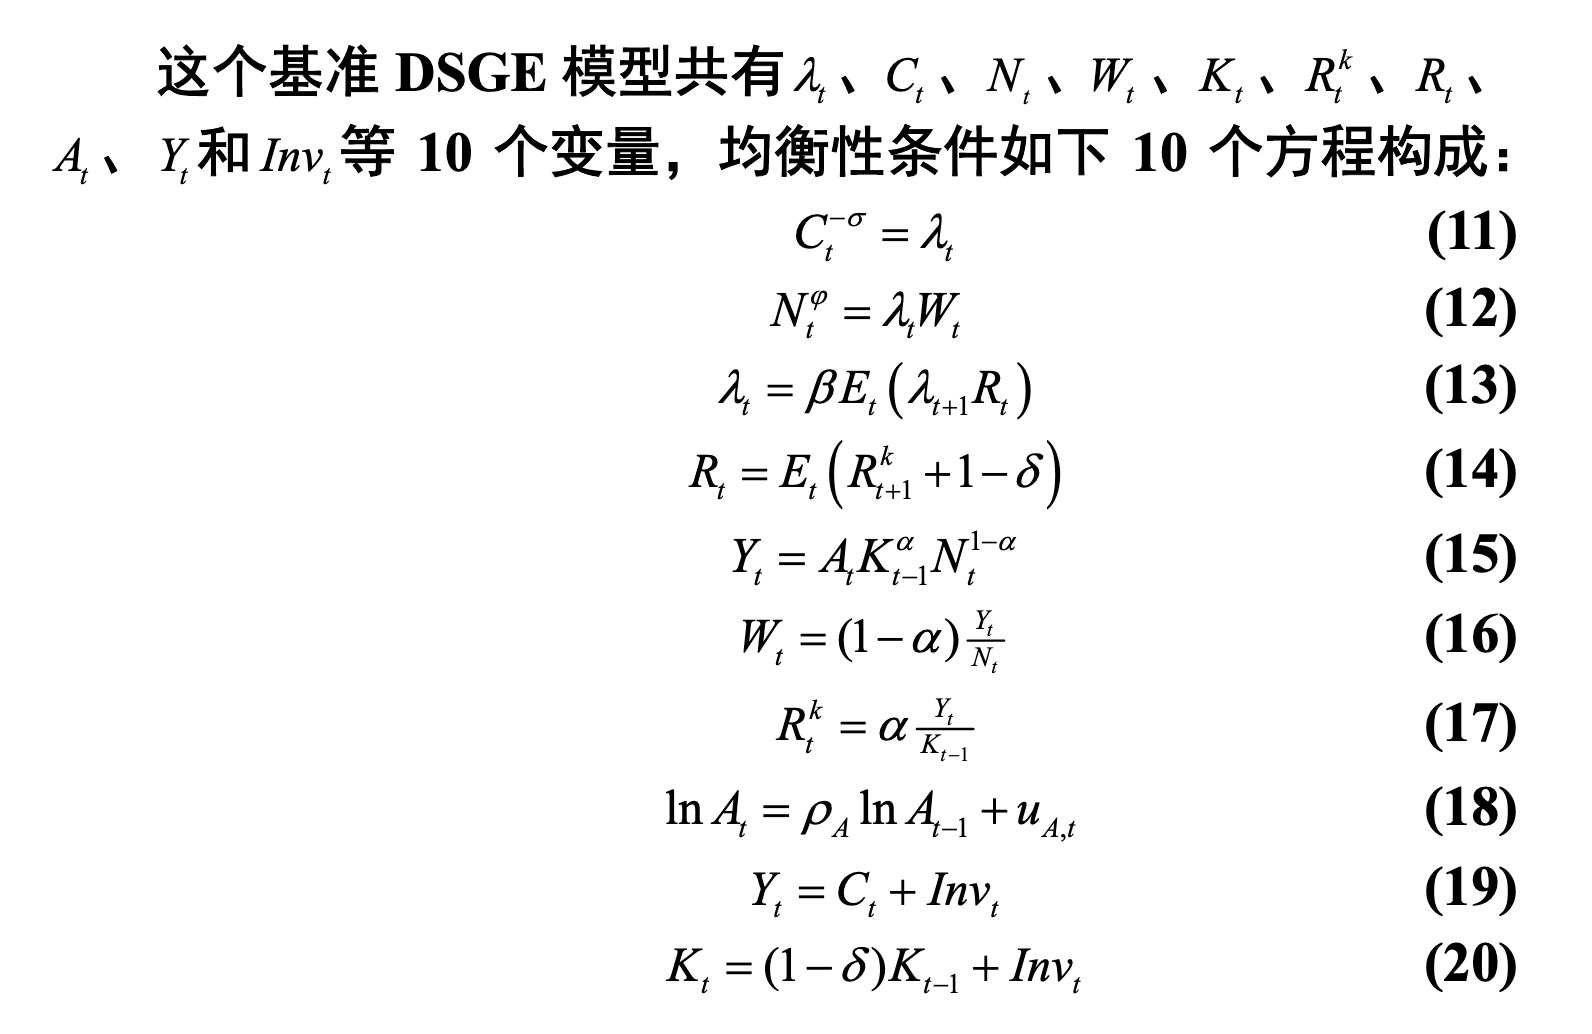 这个基准 DSGE 模型共有 $\lambda_t$、$C_t$、$N_t$、$W_t$、$K_t$、$R_t^k$、$R_t$、
$A_t$、$Y_t$和$Inv_t$等 10 个变量，均衡性条件如下 10 个方程构成：
$C_t^{-\sigma} = \lambda_t$ (11)
$N_t^{\varphi} = \lambda_t W_t$ (12)
$\lambda_t = \beta E_t \left( \lambda_{t+1} R_t \right)$ (13)
$R_t = E_t \left( R_{t+1}^k + 1 - \delta \right)$ (14)
$Y_t = A_t K_{t-1}^{\alpha} N_t^{1-\alpha}$ (15)
$W_t = (1-\alpha) \frac{Y_t}{N_t}$ (16)
$R_t^k = \alpha \frac{Y_t}{K_{t-1}}$ (17)
$\ln A_t = \rho_A \ln A_{t-1} + u_{A,t}$ (18)
$Y_t = C_t + Inv_t$ (19)
$K_t = (1-\delta) K_{t-1} + Inv_t$ (20)